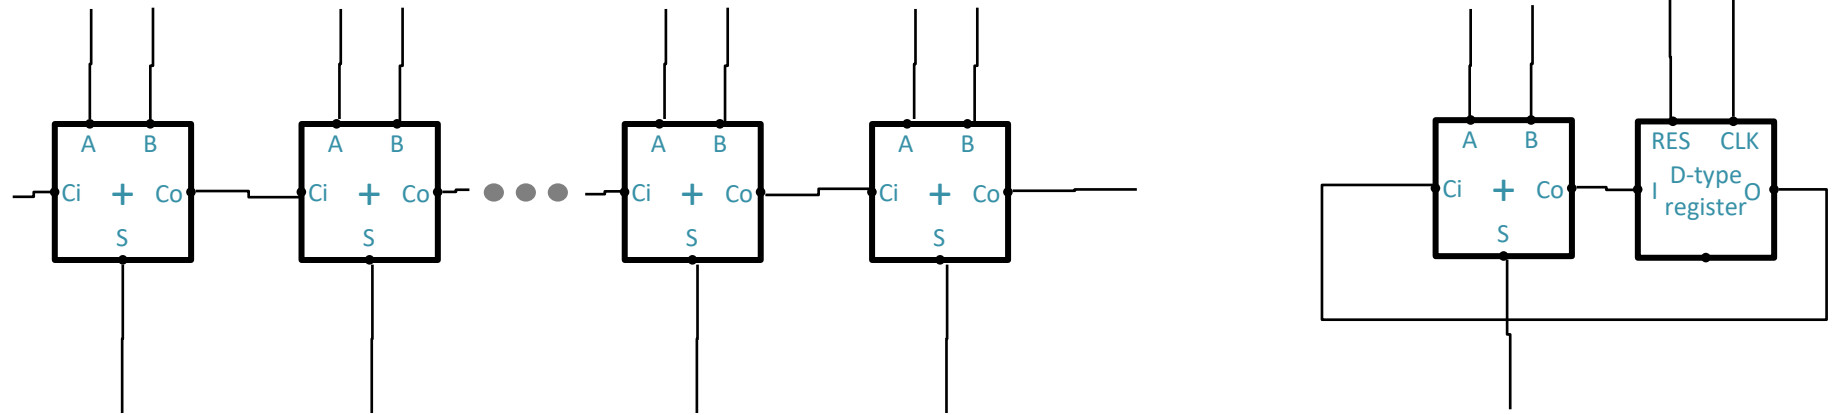 A B
Ci + Co
S
A B
Ci + Co
S
A B
Ci + Co
S
A B
Ci + Co
S
A B
Ci + Co
S
RES CLK
D-type
I register O